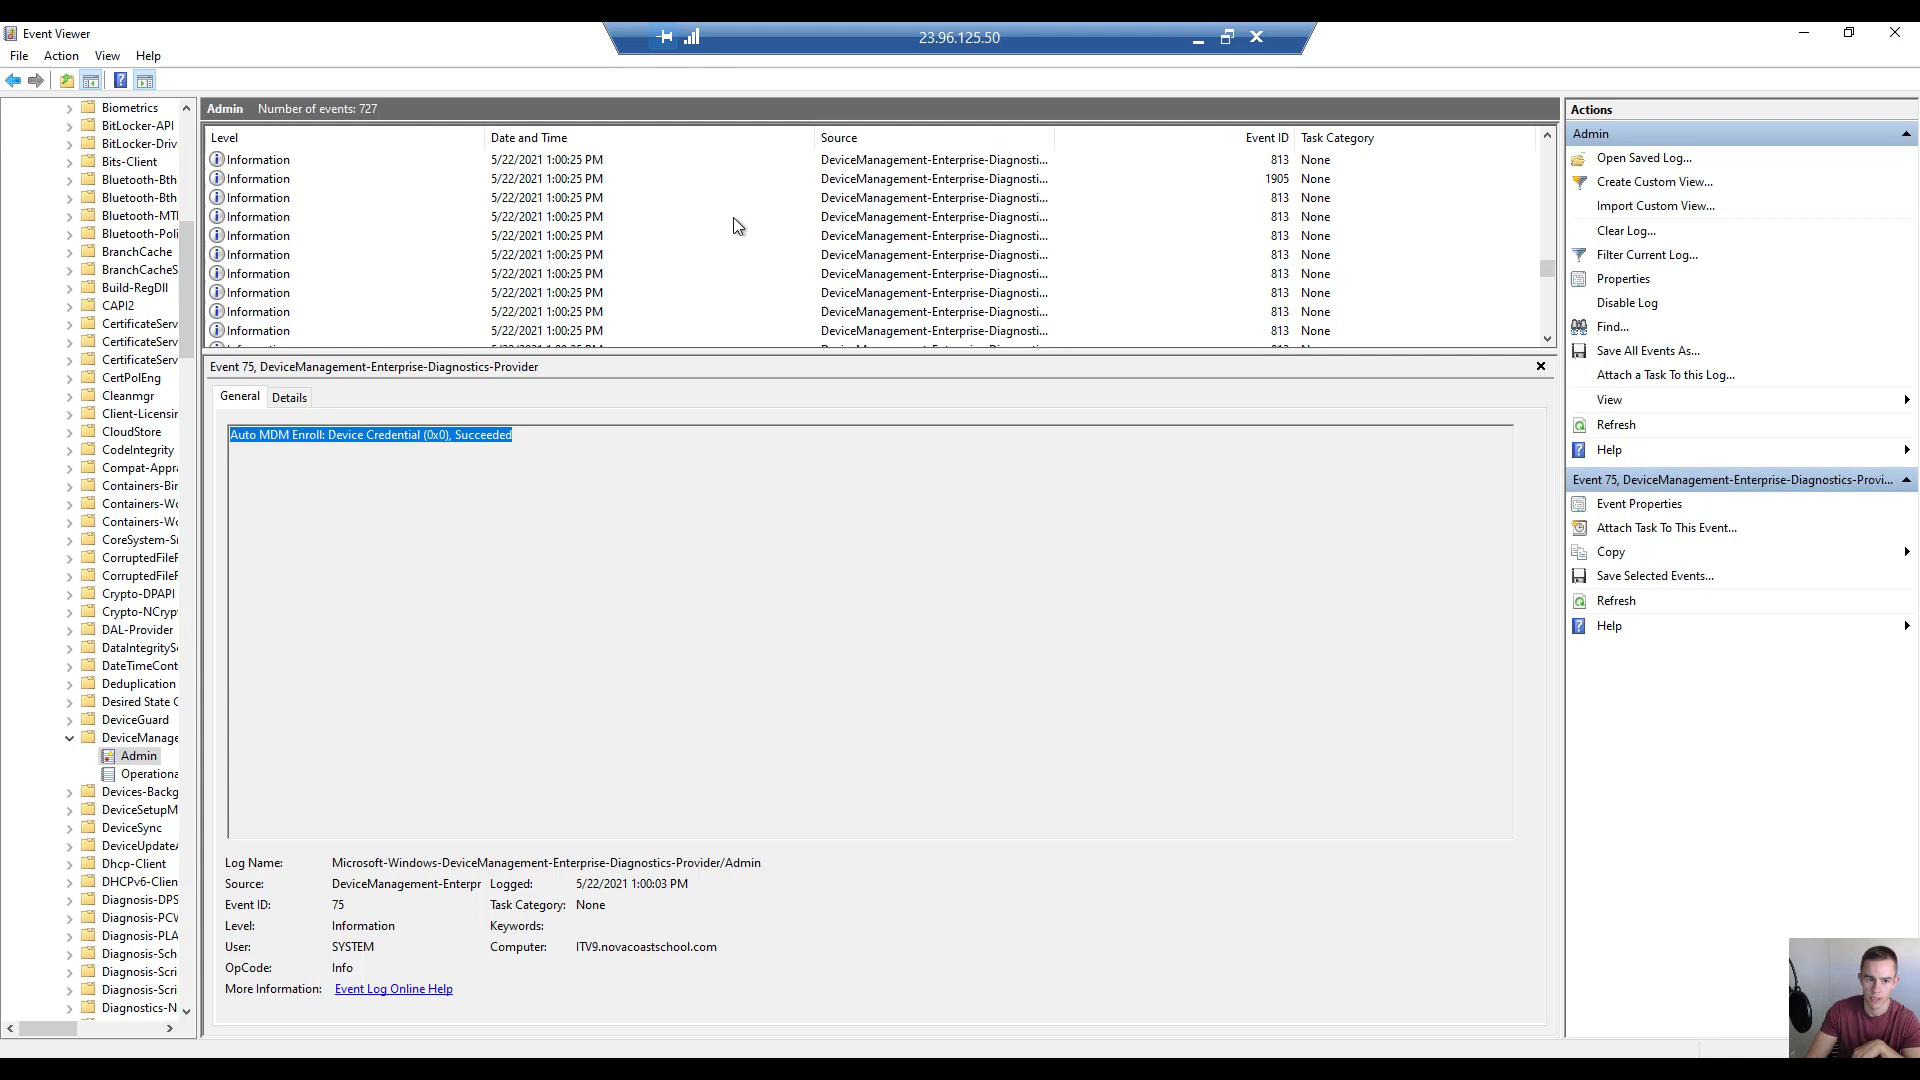 23.96.125.50
Event Viewer
File Action View Help
Biometrics
BitLocker-API
BitLocker-Driv
Bits-Client
Bluetooth-Bth
Bluetooth-Bth
Bluetooth-MTI
Bluetooth-Poli
BranchCache
BranchCacheS
Build-RegDll
CAPI2
CertificateServ
CertificateServ
CertificateServ
CertPolEng
Cleanmgr
Client-Licensin
CloudStore
CodeIntegrity
Compat-Appra
Containers-Bin
Containers-Wo
Containers-Wo
CoreSystem-Sr
CorruptedFileF
CorruptedFileF
Crypto-DPAPI
Crypto-NCryp
DAL-Provider
DataIntegritySc
DateTimeCont
Deduplication
Desired State C
DeviceGuard
DeviceManage
Admin
Operationa
Devices-Backg
DeviceSetupM
DeviceSync
DeviceUpdate
Dhcp-Client
DHCPv6-Clien
Diagnosis-DPS
Diagnosis-PCV
Diagnosis-PLA
Diagnosis-Sch
Diagnosis-Scri
Diagnosis-Scri
Diagnostics-N
Admin Number of events: 727
Level Date and Time Source Event ID Task Category
Information 5/22/2021 1:00:25 PM DeviceManagement-Enterprise-Diagnosti... 813 None
Information 5/22/2021 1:00:25 PM DeviceManagement-Enterprise-Diagnosti... 1905 None
Information 5/22/2021 1:00:25 PM DeviceManagement-Enterprise-Diagnosti... 813 None
Information 5/22/2021 1:00:25 PM DeviceManagement-Enterprise-Diagnosti... 813 None
Information 5/22/2021 1:00:25 PM DeviceManagement-Enterprise-Diagnosti... 813 None
Information 5/22/2021 1:00:25 PM DeviceManagement-Enterprise-Diagnosti... 813 None
Information 5/22/2021 1:00:25 PM DeviceManagement-Enterprise-Diagnosti... 813 None
Information 5/22/2021 1:00:25 PM DeviceManagement-Enterprise-Diagnosti... 813 None
Information 5/22/2021 1:00:25 PM DeviceManagement-Enterprise-Diagnosti... 813 None
Information 5/22/2021 1:00:25 PM DeviceManagement-Enterprise-Diagnosti... 813 None
Event 75, DeviceManagement-Enterprise-Diagnostics-Provider
General Details
Auto MDM Enroll: Device Credential (0x0), Succeeded
Log Name: Microsoft-Windows-DeviceManagement-Enterprise-Diagnostics-Provider/Admin
Source: DeviceManagement-Enterpr Logged: 5/22/2021 1:00:03 PM
Event ID: 75 Task Category: None
Level: Information Keywords:
User: SYSTEM Computer: ITV9.novacoastschool.com
OpCode: Info
More Information: Event Log Online Help
Actions
Admin
Open Saved Log...
Create Custom View...
Import Custom View...
Clear Log...
Filter Current Log...
Properties
Disable Log
Find...
Save All Events As...
Attach a Task To this Log...
View
Refresh
Help
Event 75, DeviceManagement-Enterprise-Diagnostics-Provi...
Event Properties
Attach Task To This Event...
Copy
Save Selected Events...
Refresh
Help